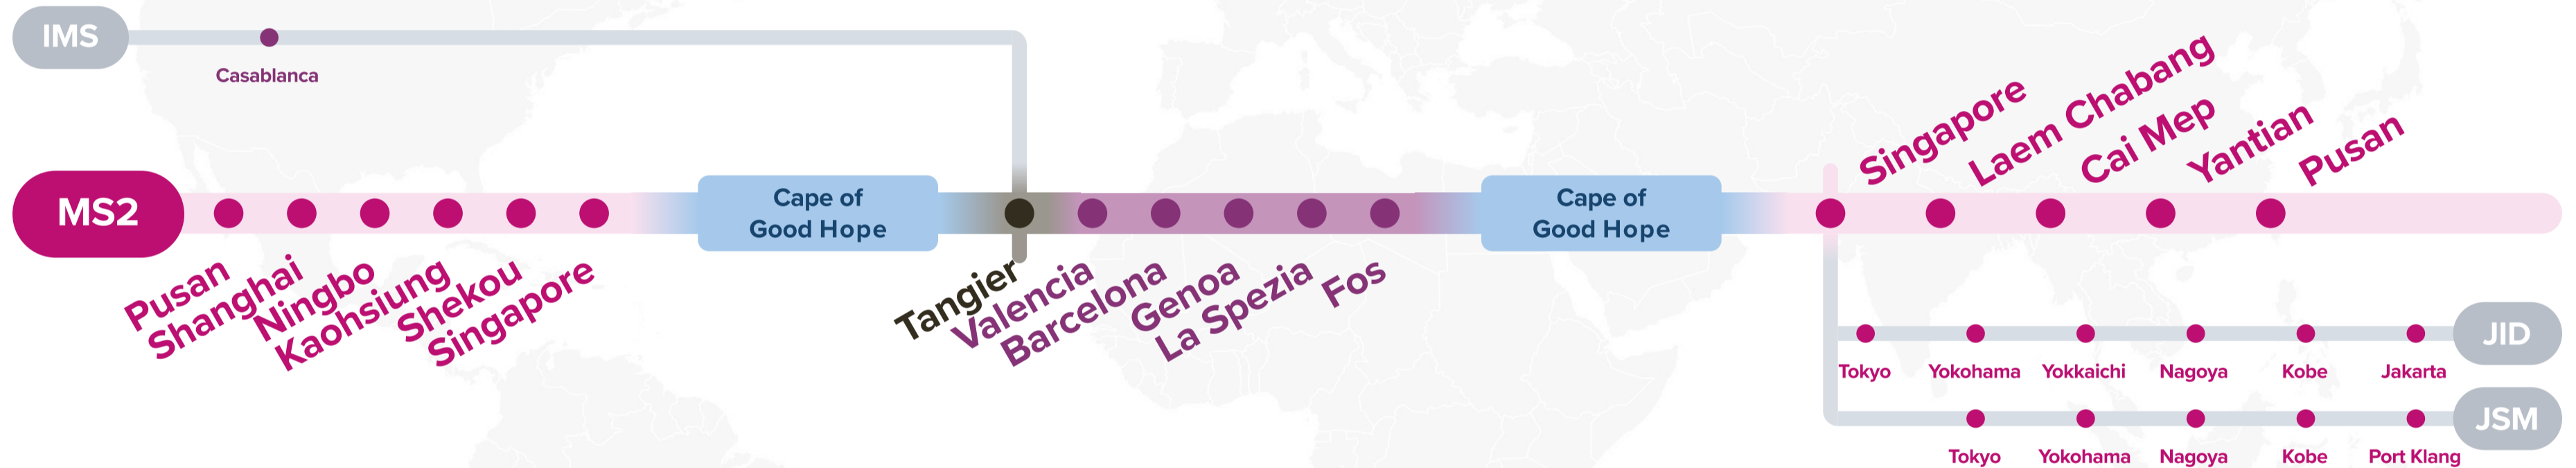 IMS
Casablanca
MS2
Pusan
Shanghai
Ningbo
Kaohsiung
Shekou
Singapore
Cape of
Good Hope
Tangier
Valencia
Barcelona
Genoa
La Spezia
Fos
Cape of
Good Hope
Singapore
Laem Chabang
Cai Mep
Yantian
Pusan
Tokyo
Yokohama
Yokkaichi
Nagoya
Kobe
Jakarta
JID
Tokyo
Yokohama
Nagoya
Kobe
Port Klang
JSM